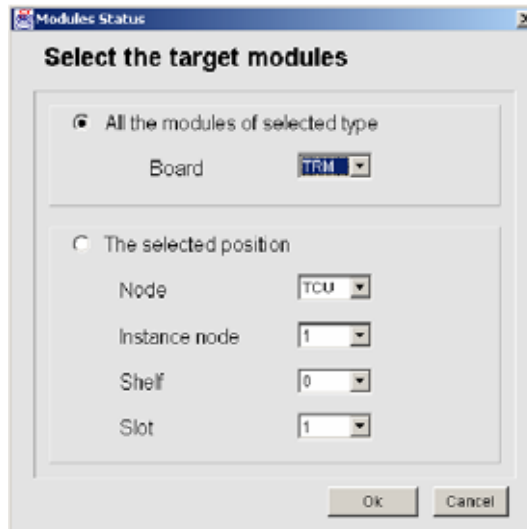 Modules Status
Select the target modules
All the modules of selected type
Board TRM
The selected position
Node TCU
Instance node 1
Shelf 0
Slot 1
Ok Cancel